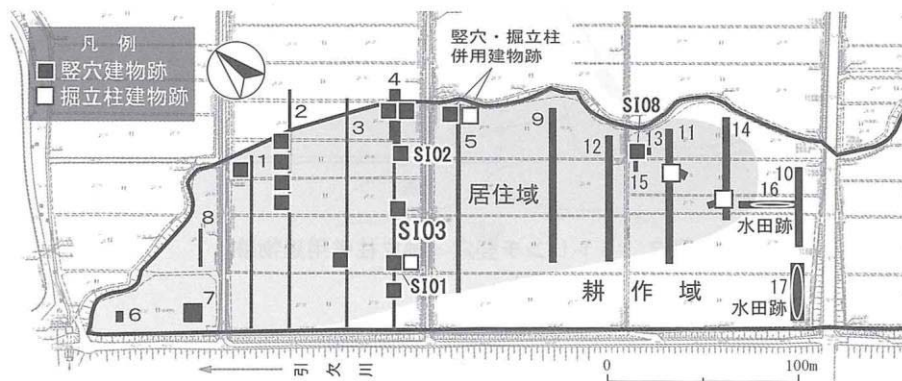 凡 例
竪穴建物跡
掘立柱建物跡
竪穴・掘立柱
併用建物跡
1
2
3
4
5
6
7
8
9
10
11
12
13
14
15
16
17
SI02
SI03
SI01
SI08
居住域
耕 作 域
水田跡
水田跡
引欠川
0
100m